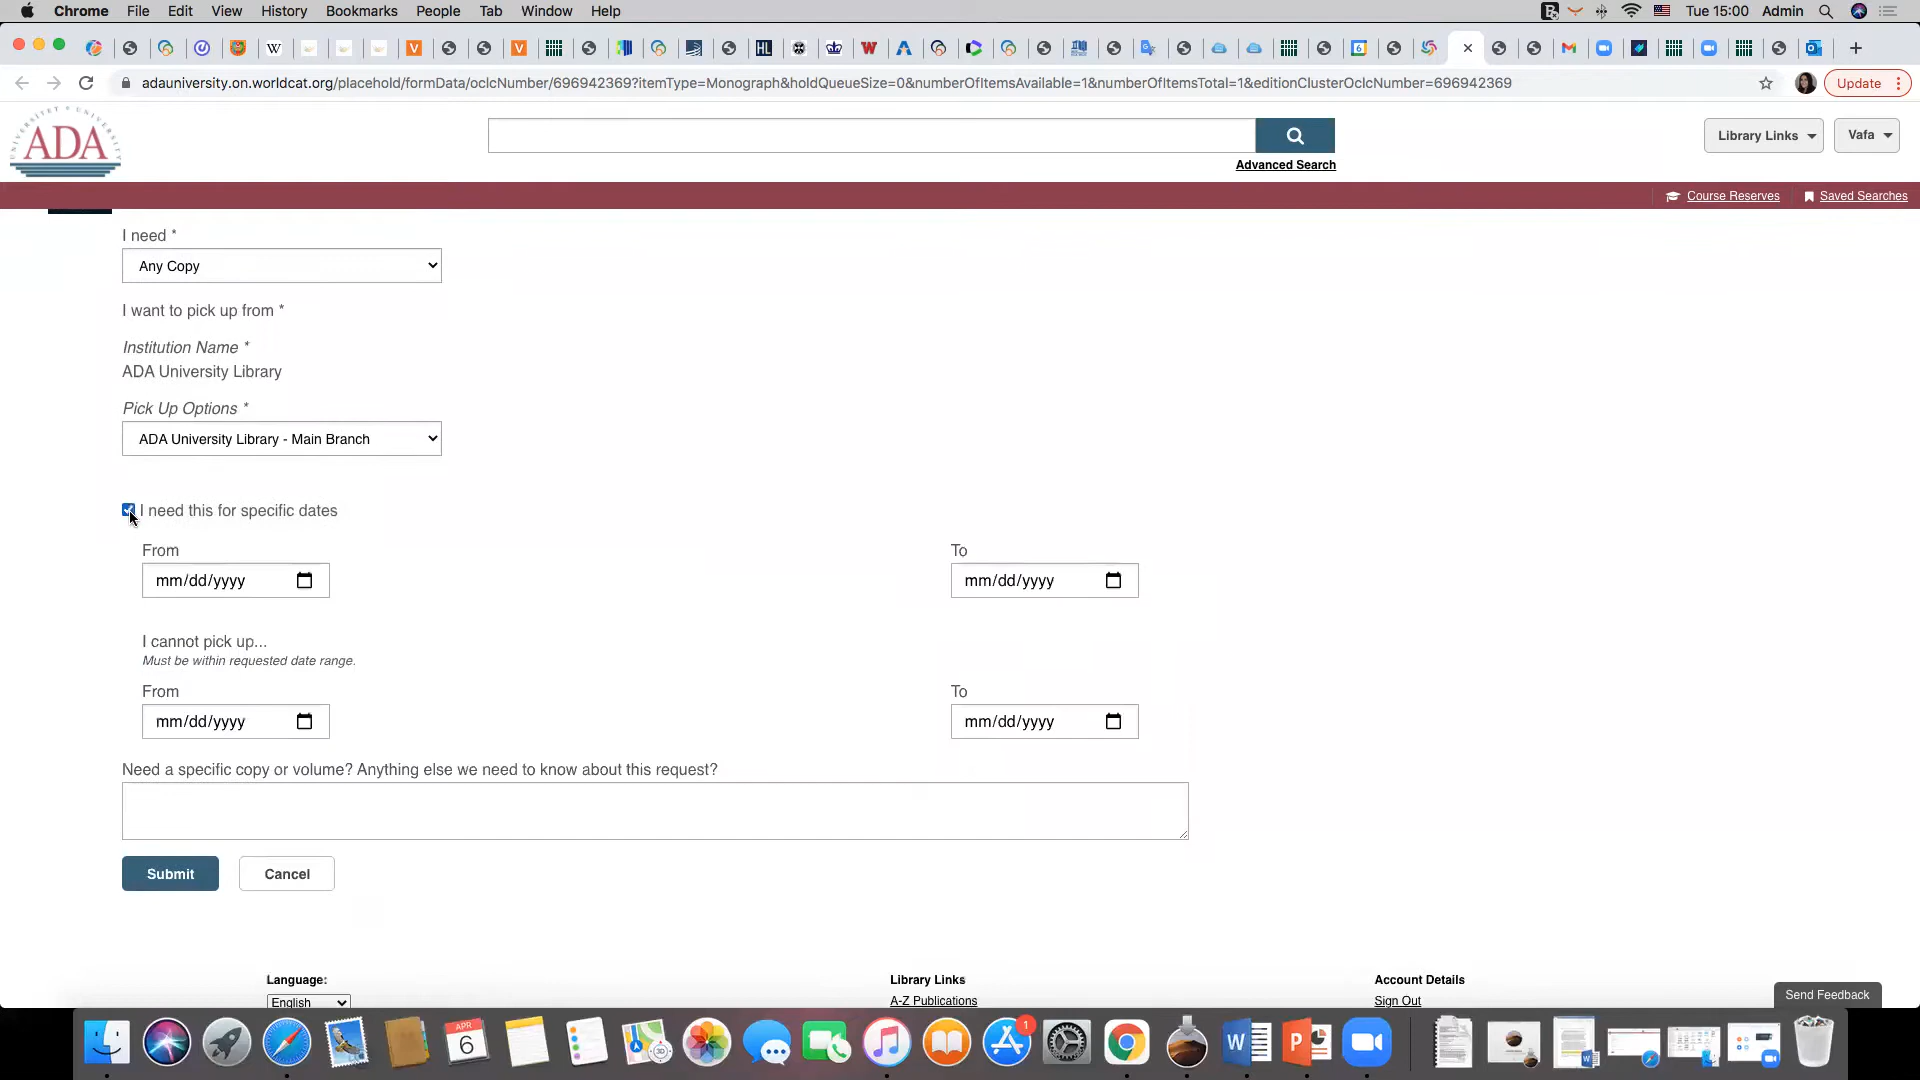 Chrome File Edit View History Bookmarks People Tab Window Help
Tue 15:00 Admin
adauniversity.on.worldcat.org/placehold/formData/oclcNumber/696942369?itemType=Monograph&holdQueueSize=0&numberOfItemsAvailable=1&numberOfItemsTotal=1&editionClusterOclcNumber=696942369
Update
ADA
Library Links
Vafa
Advanced Search
Course Reserves
Saved Searches
I need *
Any Copy
I want to pick up from *
Institution Name *
ADA University Library
Pick Up Options *
ADA University Library - Main Branch
I need this for specific dates
From To
mm/dd/yyyy mm/dd/yyyy
I cannot pick up...
Must be within requested date range.
From To
mm/dd/yyyy mm/dd/yyyy
Need a specific copy or volume? Anything else we need to know about this request?
Submit Cancel
Language: Library Links Account Details
English A-Z Publications Sign Out
Send Feedback
APR
6
1